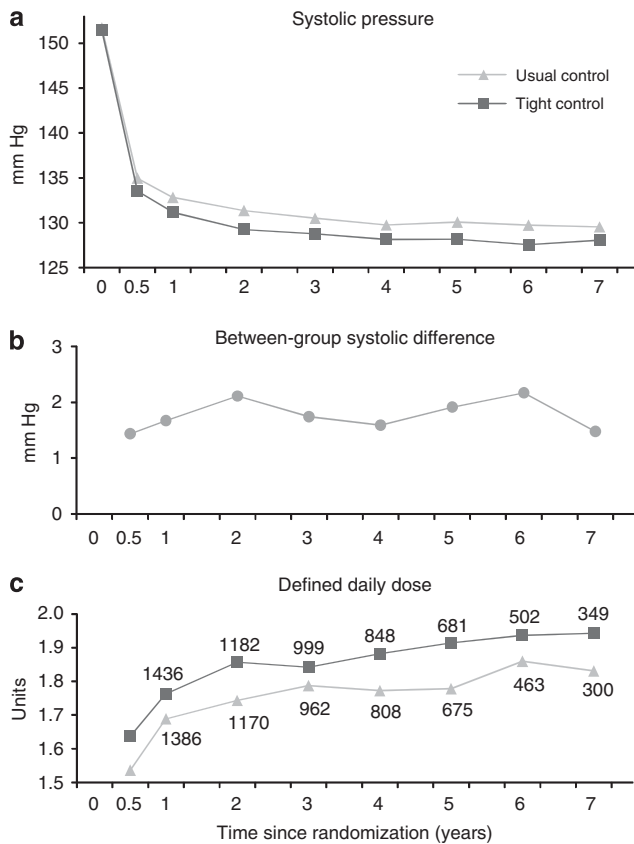 a
Systolic pressure
mm Hg
150
145
140
135
130
125
Usual control
Tight control
0 0.5 1 2 3 4 5 6 7
b
Between-group systolic difference
mm Hg
3
2
1
0
0 0.5 1 2 3 4 5 6 7
c
Defined daily dose
Units
2.0
1.9
1.8
1.7
1.6
1.5
1436 1182 999 848 681 502 349
1386 1170 962 808 675 463 300
0 0.5 1 2 3 4 5 6 7
Time since randomization (years)